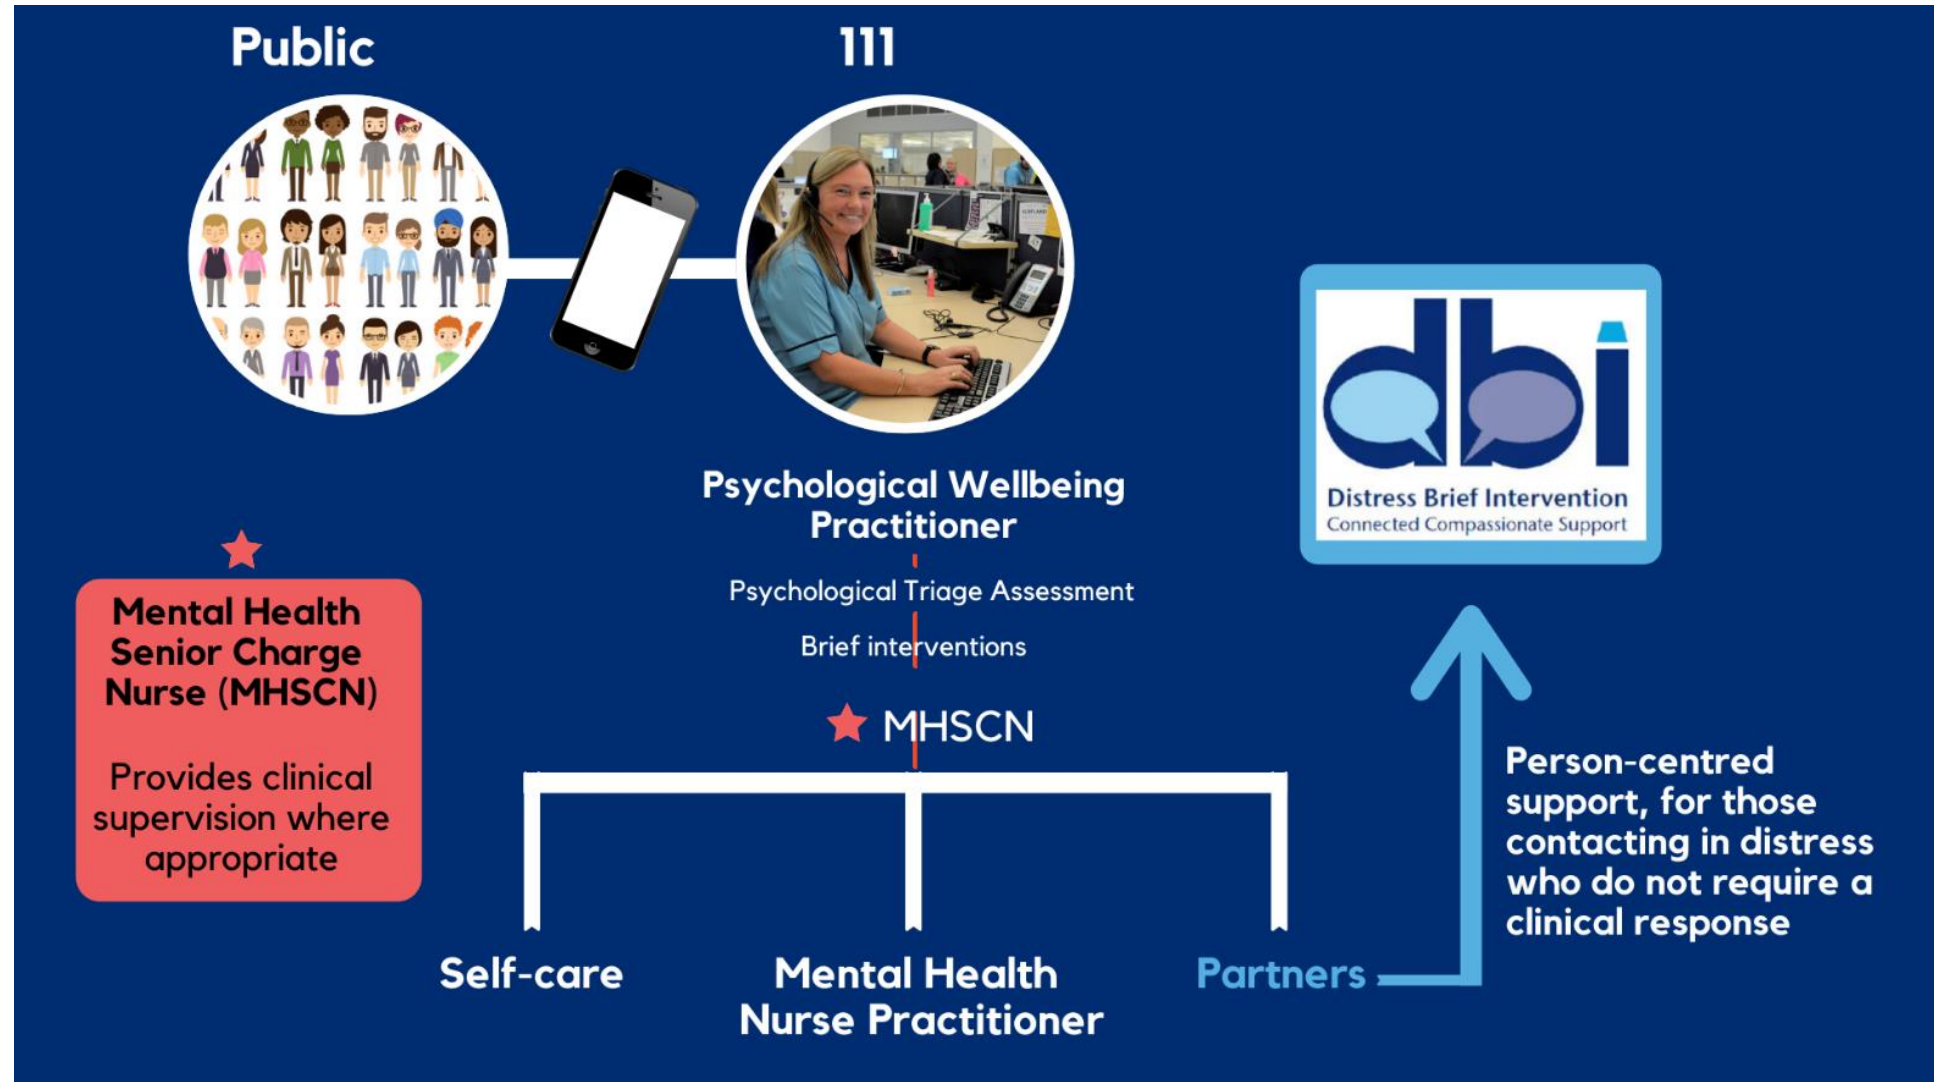 Public
111
Psychological Wellbeing
Practitioner
Psychological Triage Assessment
Brief interventions
MHSCN
Mental Health
Senior Charge
Nurse (MHSCN)
Provides clinical
supervision where
appropriate
Self-care
Mental Health
Nurse Practitioner
Partners
Person-centred
support, for those
contacting in distress
who do not require a
clinical response
dbi
Distress Brief Intervention
Connected Compassionate Support